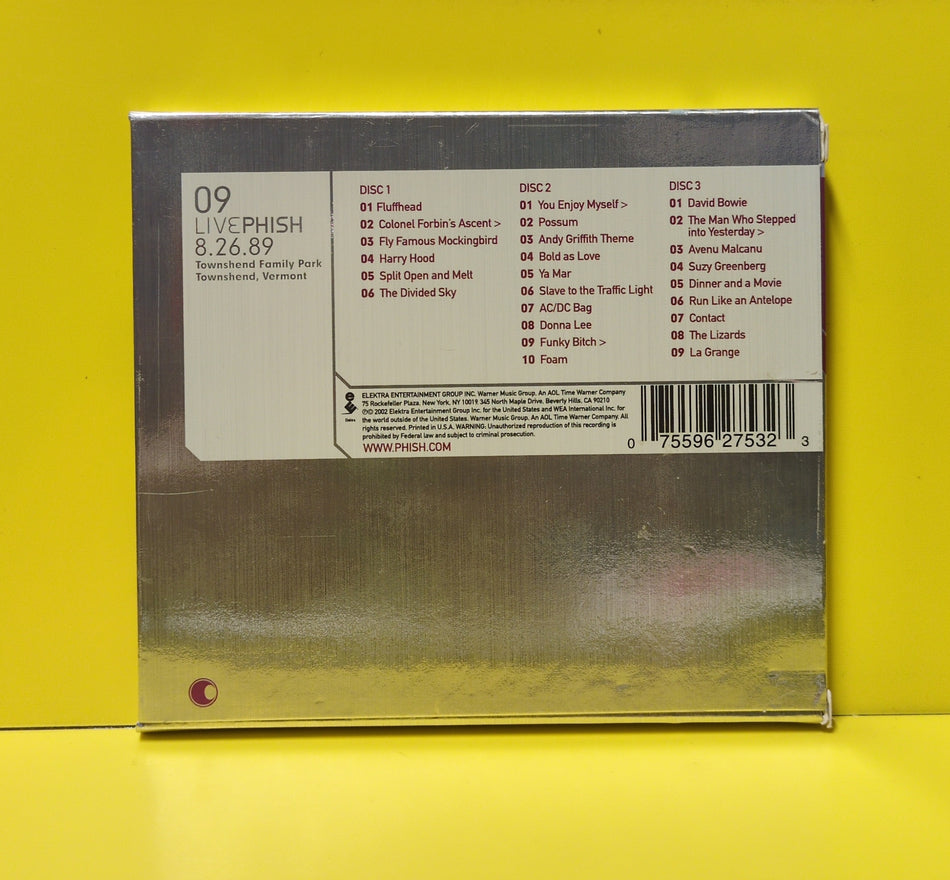 09
LIVEPHISH
8.26.89
Townshend Family Park
Townshend, Vermont
DISC 1
01 Fluffhead
02 Colonel Forbin's Ascent >
03 Fly Famous Mockingbird
04 Harry Hood
05 Split Open and Melt
06 The Divided Sky
DISC 2
01 You Enjoy Myself >
02 Possum
03 Andy Griffith Theme
04 Bold as Love
05 Ya Mar
06 Slave to the Traffic Light
07 AC/DC Bag
08 Donna Lee
09 Funky Bitch >
10 Foam
DISC 3
01 David Bowie
02 The Man Who Stepped
into Yesterday >
03 Avenu Malcanu
04 Suzy Greenberg
05 Dinner and a Movie
06 Run Like an Antelope
07 Contact
08 The Lizards
09 La Grange
ELEKTRA ENTERTAINMENT GROUP INC, Warner Music Group, An AOL Time Warner Company
75 Rockefeller Plaza, New York, NY 10019. 345 North Maple Drive, Beverly Hills, CA 90210
℗© 2002 Elektra Entertainment Group Inc. for the United States and WEA International Inc. for
the world outside of the United States. Warner Music Group, An AOL Time Warner Company. All
rights reserved. Printed in U.S.A. WARNING: Unauthorized reproduction of this recording is
prohibited by Federal law and subject to criminal prosecution.
WWW.PHISH.COM
0 75596 27532 3